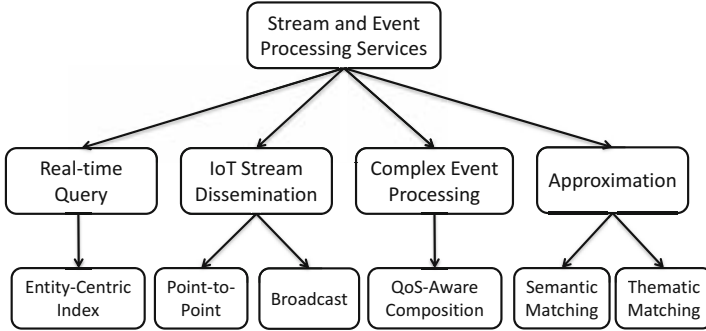 Stream and Event
Processing Services
Real-time
Query
IoT Stream
Dissemination
Complex Event
Processing
Approximation
Entity-Centric
Index
Point-to-
Point
Broadcast
QoS-Aware
Composition
Semantic
Matching
Thematic
Matching